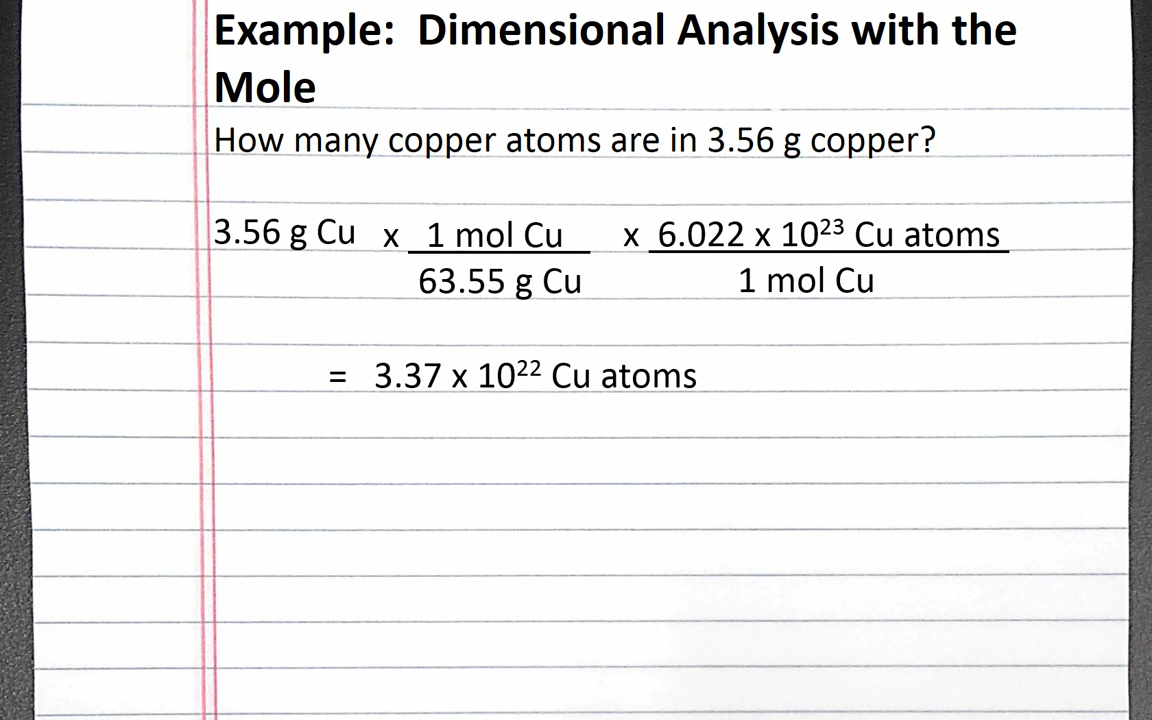 Example:  Dimensional Analysis with the
Mole
How many copper atoms are in 3.56 g copper?
3.56 g Cu x 1 mol Cu x 6.022 x 10²³ Cu atoms
63.55 g Cu 1 mol Cu
= 3.37 x 10²² Cu atoms